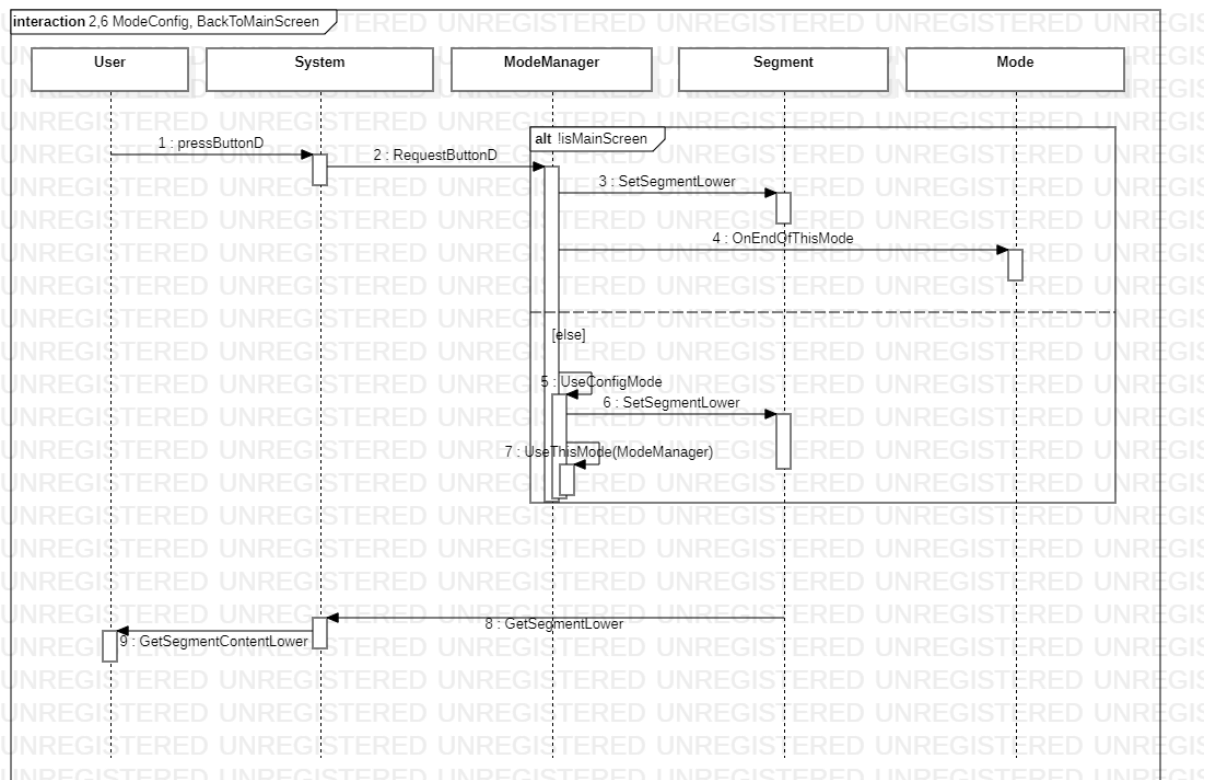 interaction 2,6 ModeConfig, BackToMainScreen
User
System
ModeManager
Segment
Mode
alt !isMainScreen
1 : pressButtonD
2 : RequestButtonD
3 : SetSegmentLower
4 : OnEndOfThisMode
[else]
5 : UseConfigMode
6 : SetSegmentLower
7 : UseThisMode(ModeManager)
8 : GetSegmentLower
9 : GetSegmentContentLower
UNREGISTERED